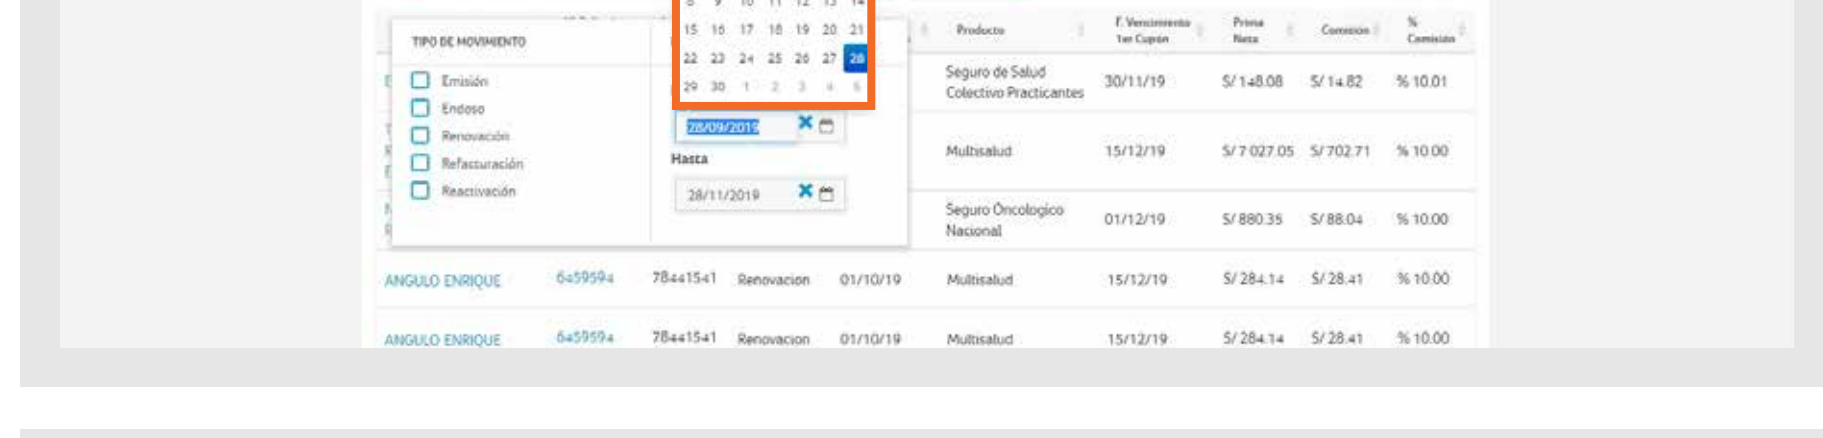 8 9 10 11 12 13 14
15 16 17 18 19 20 21
22 23 24 25 26 27 28
29 30 1 2 3 4 5
TIPO DE MOVIMIENTO
Emisión
Endoso
Renovación
Refacturación
Reactivación
28/09/2019
Hasta
28/11/2019
Producto F. Vencimiento 1er Cupón Prima Neta Comisión % Comisión
Seguro de Salud
Colectivo Practicantes 30/11/19 S/ 148.08 S/ 14.82 % 10.01
Multisalud 15/12/19 S/ 7 027.05 S/ 702.71 % 10.00
Seguro Oncologico
Nacional 01/12/19 S/ 880.35 S/ 88.04 % 10.00
ANGULO ENRIQUE 6459594 78441541 Renovacion 01/10/19 Multisalud 15/12/19 S/ 284.14 S/ 28.41 % 10.00
ANGULO ENRIQUE 6459594 78441541 Renovacion 01/10/19 Multisalud 15/12/19 S/ 284.14 S/ 28.41 % 10.00